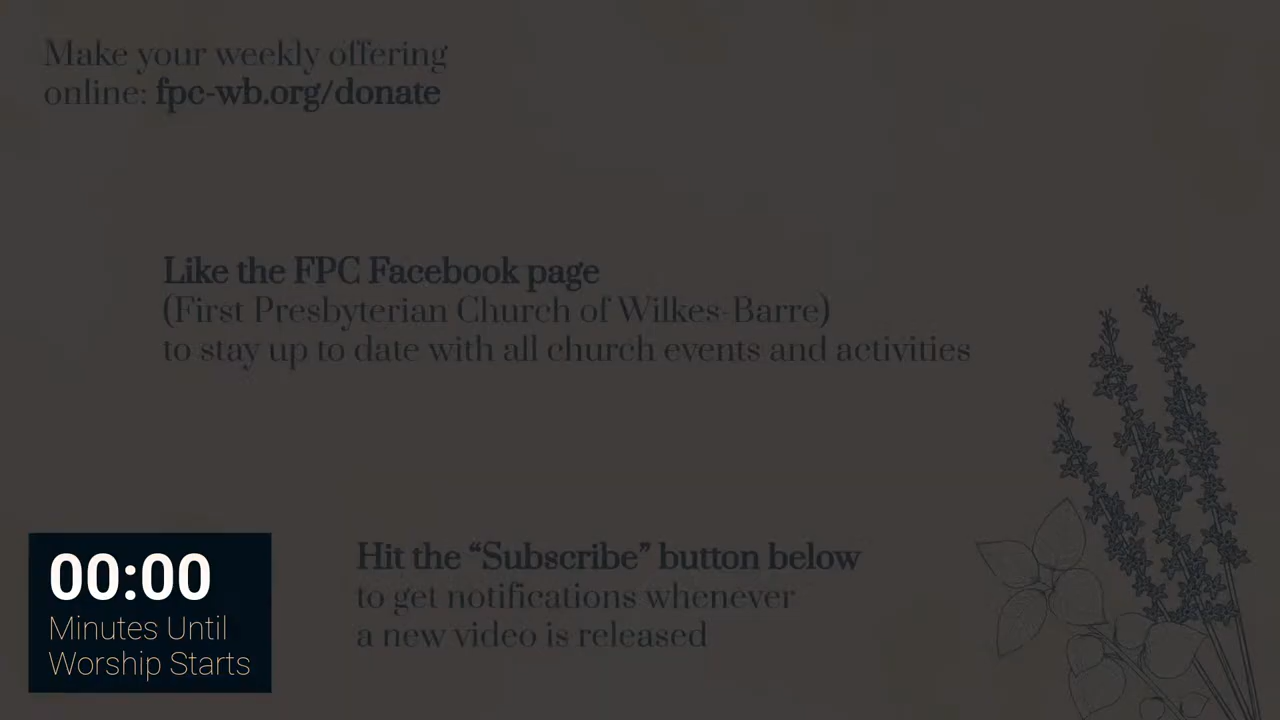 Make your weekly offering
online: fpc-wb.org/donate
Like the FPC Facebook page
(First Presbyterian Church of Wilkes-Barre)
to stay up to date with all church events and activities
Hit the “Subscribe” button below
to get notifications whenever
a new video is released
00:00
Minutes Until
Worship Starts